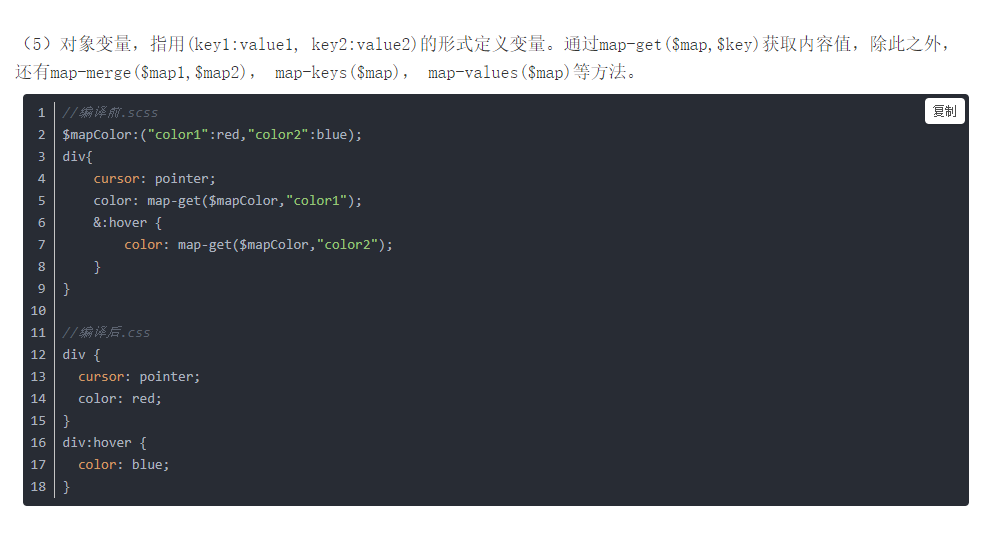 （5）对象变量，指用(key1:value1, key2:value2)的形式定义变量。通过map-get($map,$key)获取内容值，除此之外，
还有map-merge($map1,$map2)， map-keys($map)， map-values($map)等方法。
复制
1 //编译前.scss
2 $mapColor:("color1":red,"color2":blue);
3 div{
4     cursor: pointer;
5     color: map-get($mapColor,"color1");
6     &:hover {
7         color: map-get($mapColor,"color2");
8     }
9 }
10
11 //编译后.css
12 div {
13   cursor: pointer;
14   color: red;
15 }
16 div:hover {
17   color: blue;
18 }